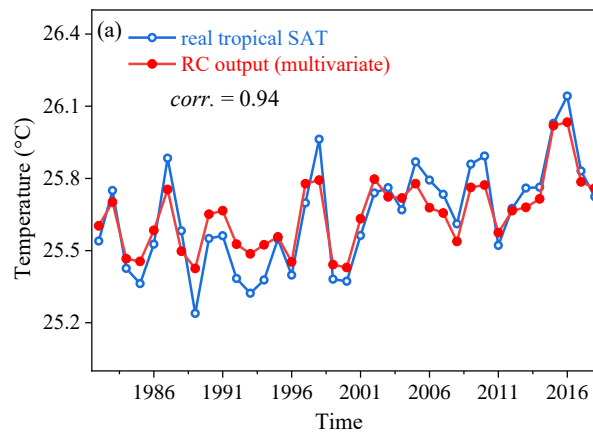 (a)
real tropical SAT
RC output (multivariate)
corr. = 0.94
Temperature (°C)
26.4
26.1
25.8
25.5
25.2
1986 1991 1996 2001 2006 2011 2016
Time